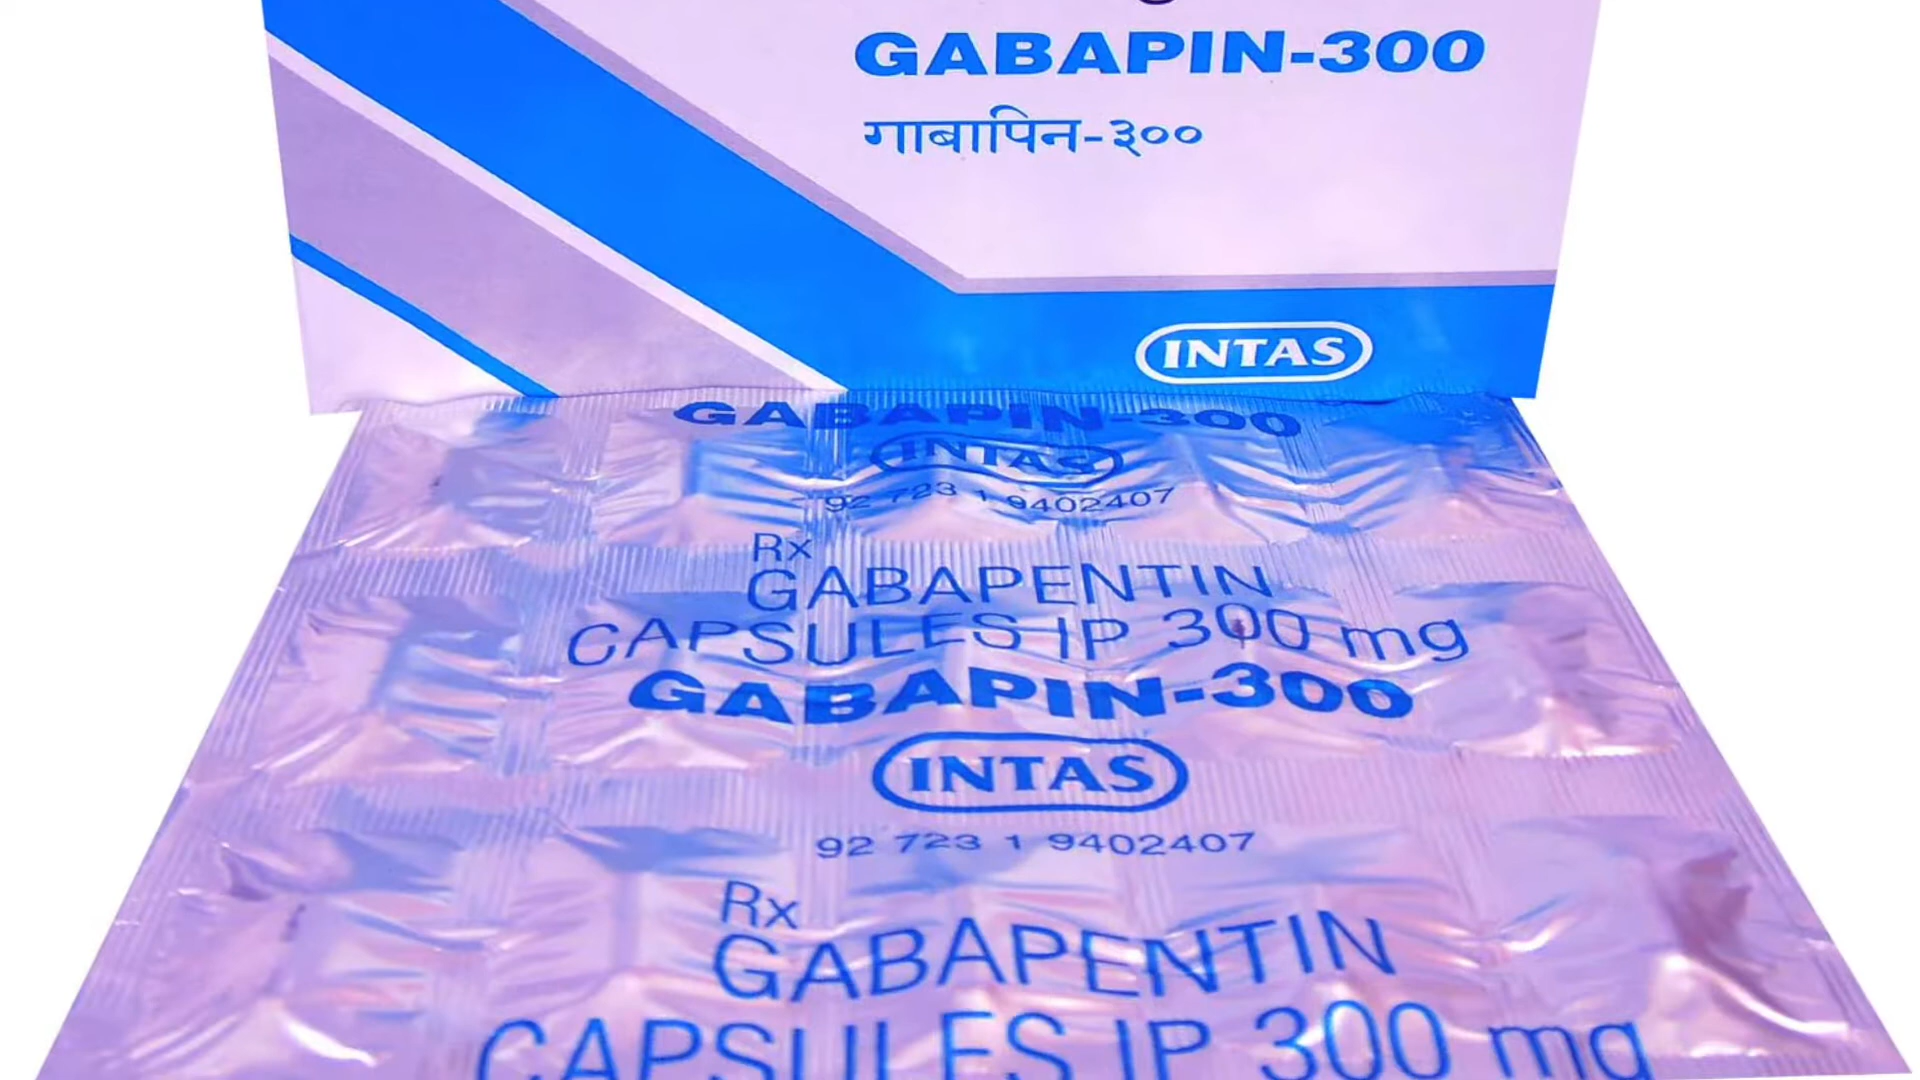 GABAPIN-300
गाबापिन-३००
INTAS
GABAPIN-300
INTAS
92 723 1 9402407
Rx
GABAPENTIN
CAPSULES IP 300 mg
GABAPIN-300
INTAS
92 723 1 9402407
Rx
GABAPENTIN
CAPSULES IP 300 mg